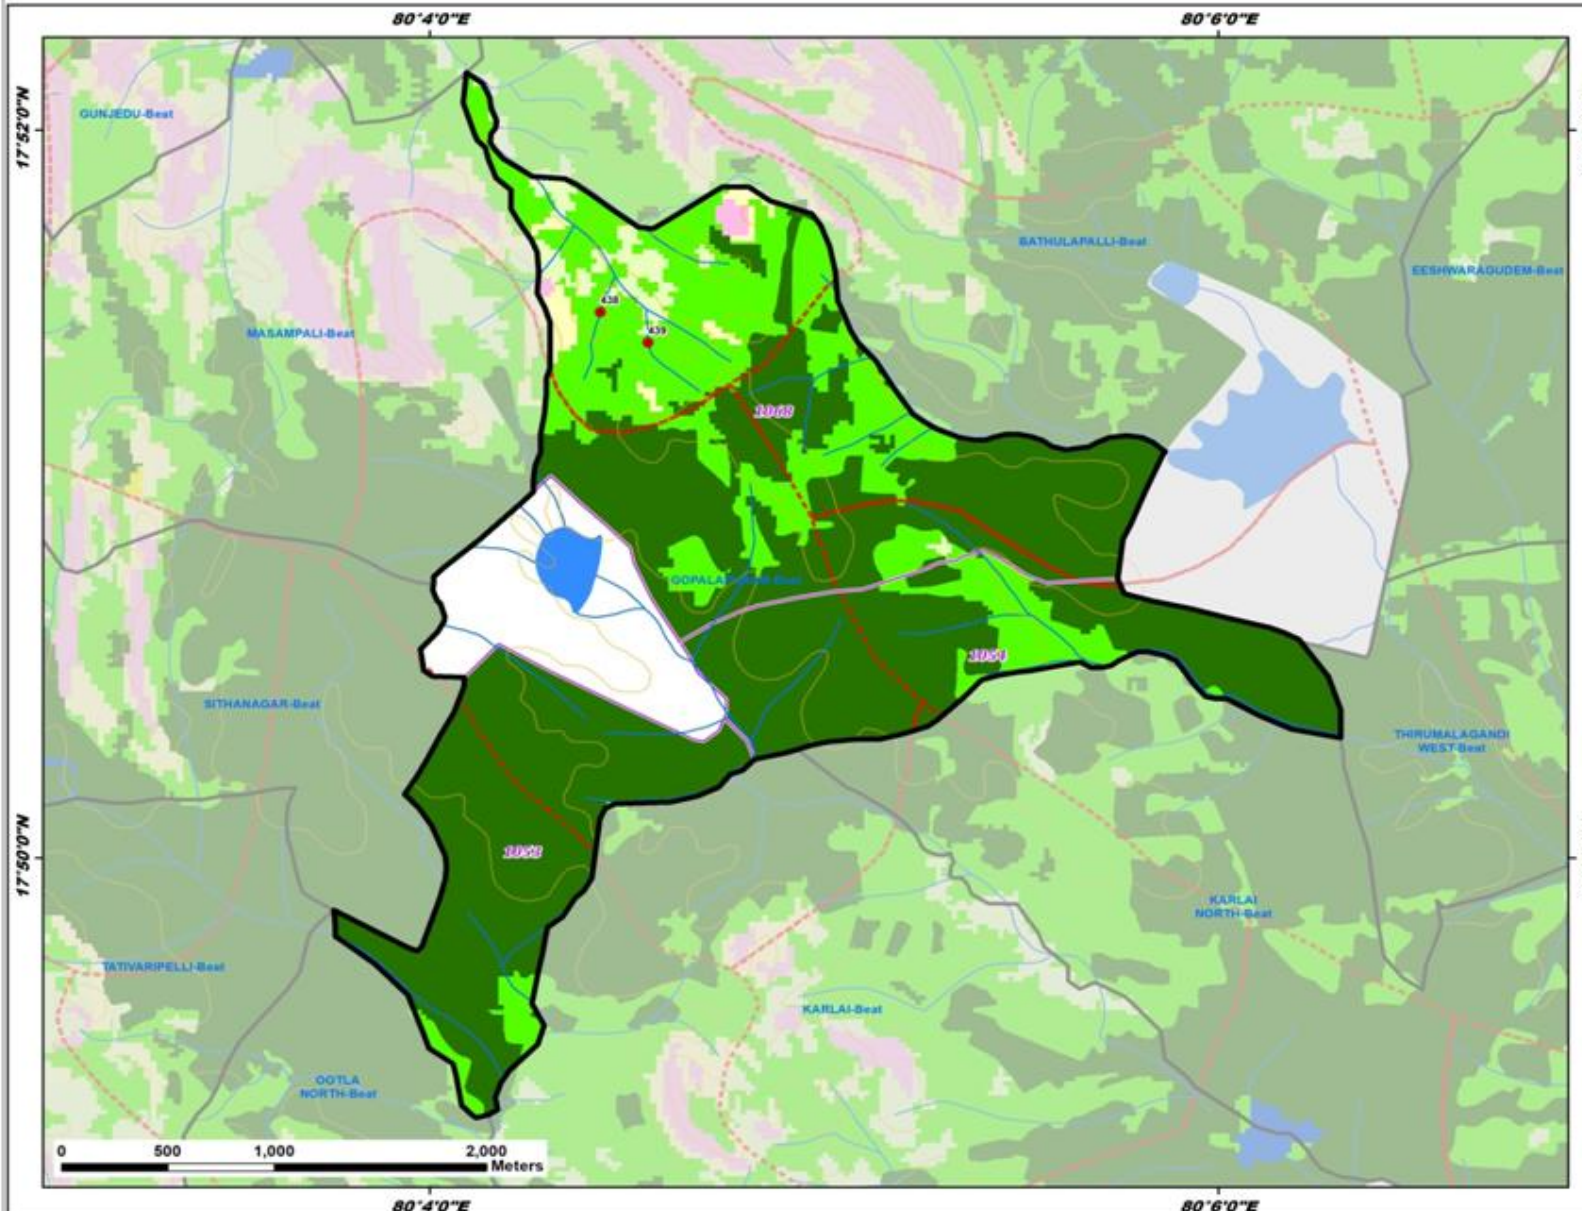 80°4'0"E 80°6'0"E
17°52'0"N
GUNJEDU-Beat
BATHULAPALLI-Beat
EESHWARAGUDEM-Beat
438
439
MASAMPALI-Beat
1068
1054
SITHANAGAR-Beat
THIRUMALAGANDI
WEST-Beat
17°50'0"N
1053
KARLAI
NORTH-Beat
TATIVARIPELLI-Beat
KARLAI-Beat
OOTLA
NORTH-Beat
0 500 1,000 2,000
Meters
80°4'0"E 80°6'0"E